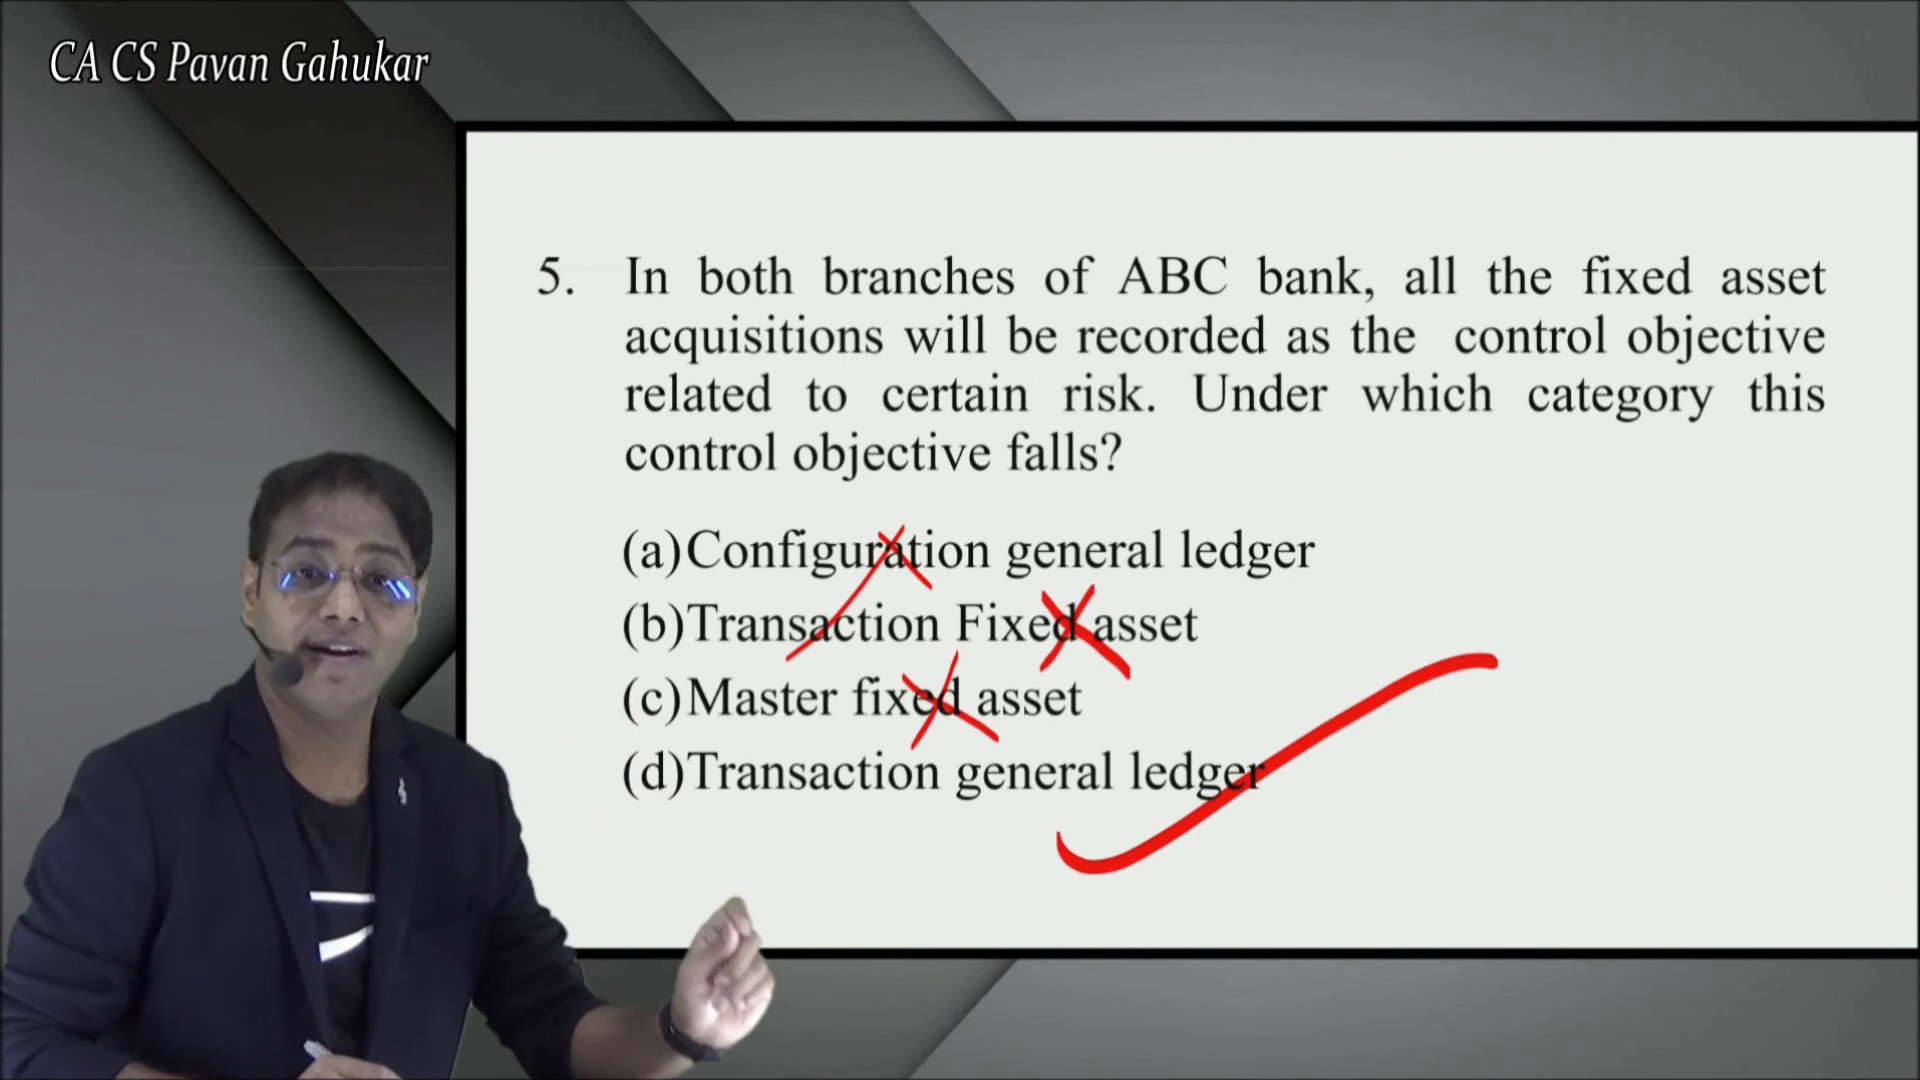 CA CS Pavan Gahukar
5. In both branches of ABC bank, all the fixed asset
acquisitions will be recorded as the control objective
related to certain risk. Under which category this
control objective falls?
(a)Configuration general ledger
(b)Transaction Fixed asset
(c)Master fixed asset
(d)Transaction general ledger